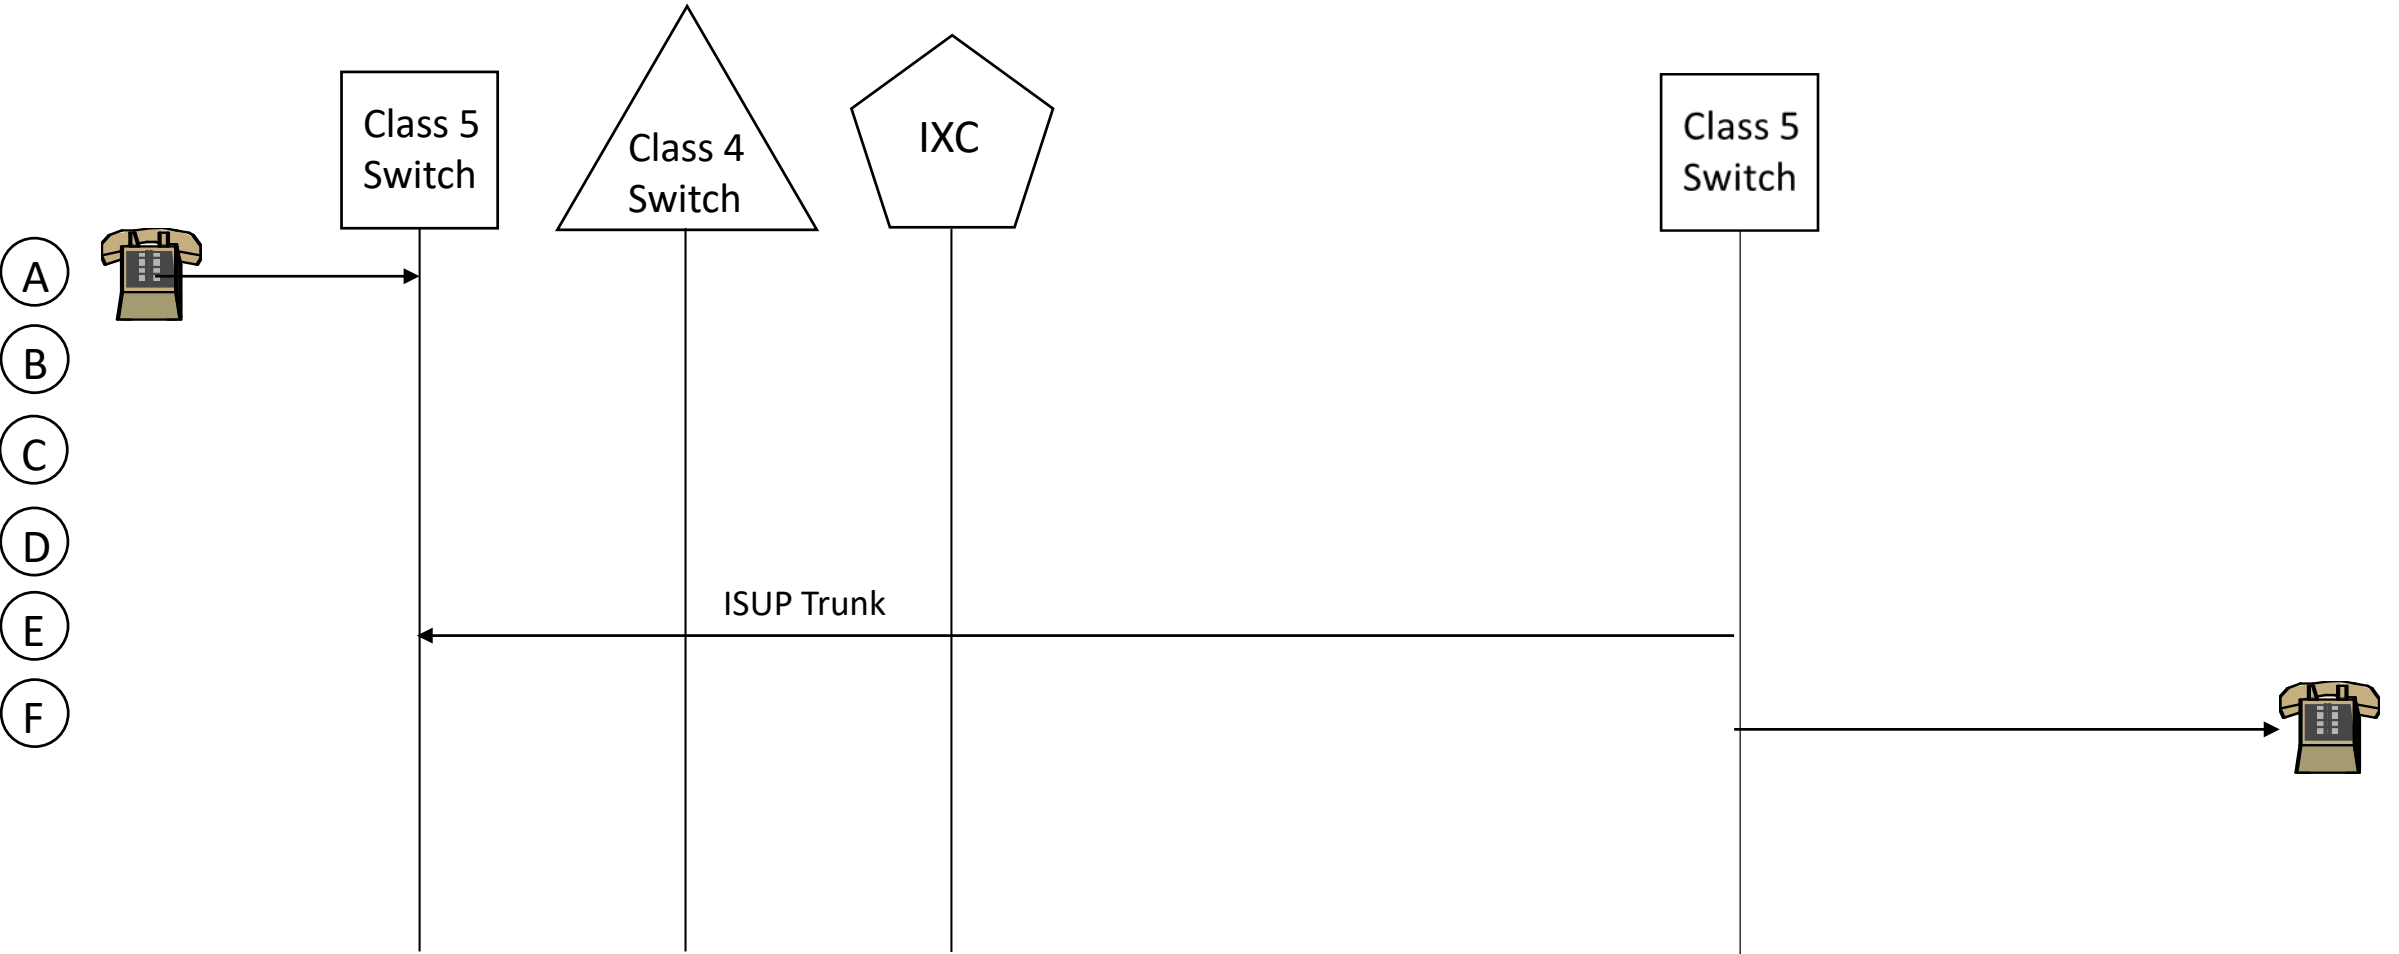 Class 5
Switch
Class 4
Switch
IXC
Class 5
Switch
A
B
C
D
ISUP Trunk
E
F